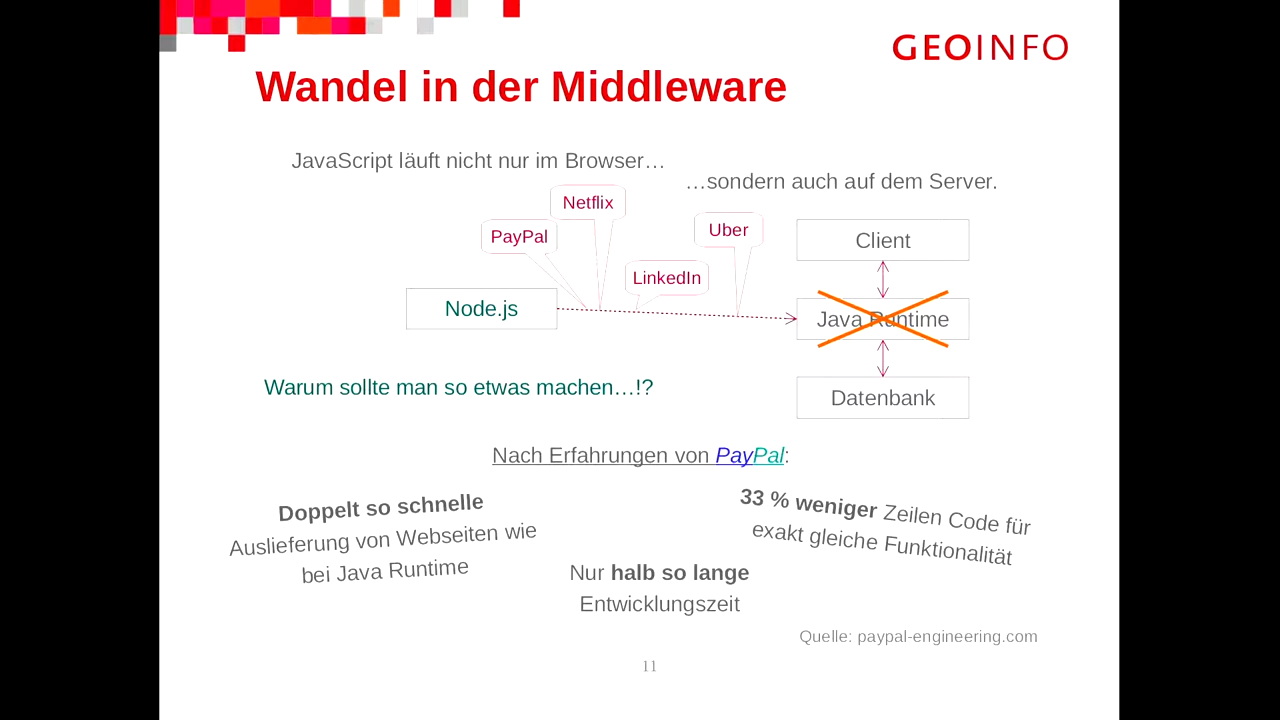 GEOINFO
Wandel in der Middleware
JavaScript läuft nicht nur im Browser…
…sondern auch auf dem Server.
Netflix
PayPal
Uber
LinkedIn
Client
Node.js
Java Runtime
Datenbank
Warum sollte man so etwas machen…!?
Nach Erfahrungen von PayPal:
Doppelt so schnelle
Auslieferung von Webseiten wie
bei Java Runtime
33 % weniger Zeilen Code für
exakt gleiche Funktionalität
Nur halb so lange
Entwicklungszeit
Quelle: paypal-engineering.com
11